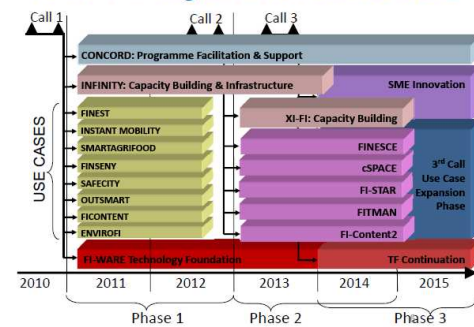 Call 1
Call 2
Call 3
CONCORD: Programme Facilitation & Support
INFINITY: Capacity Building & Infrastructure
SME Innovation
USE CASES
FINEST
INSTANT MOBILITY
SMARTAGRIFOOD
FINSENY
SAFECITY
OUTSMART
FICONTENT
ENVIROFI
XI-FI: Capacity Building
FINESCE
cSPACE
FI-STAR
FITMAN
FI-Content2
3rd Call
Use Case
Expansion
Phase
FI-WARE Technology Foundation
TF Continuation
2010
2011
2012
2013
2014
2015
Phase 1
Phase 2
Phase 3